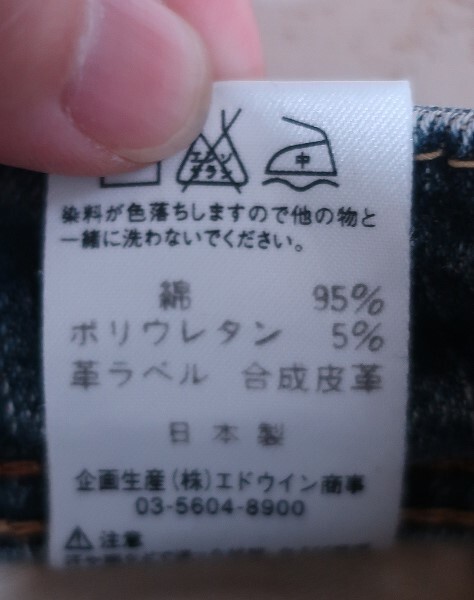 エンソ
サラシ
中
染料が色落ちしますので他の物と
一緒に洗わないでください。
綿 95%
ポリウレタン 5%
革ラベル 合成皮革
日本製
企画生産(株)エドウイン商事
03-5604-8900
⚠注意